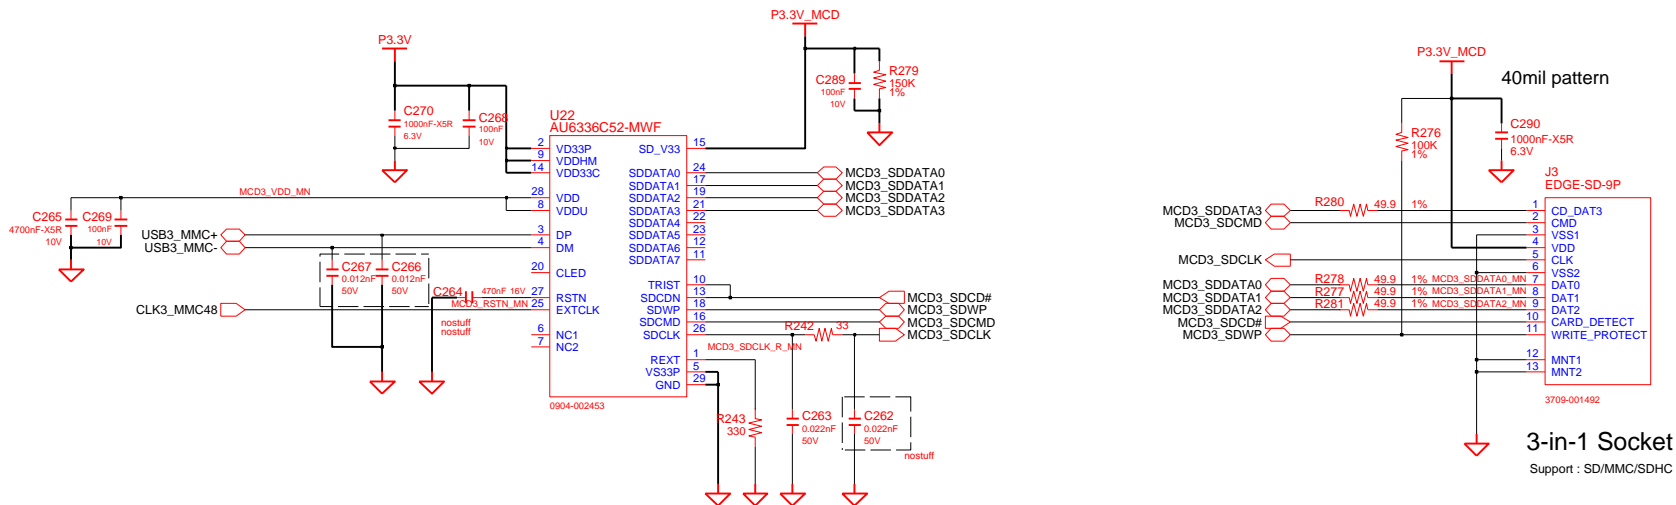 P3.3V
C270
1000nF-X5R
6.3V
C268
100nF
10V
P3.3V_MCD
C289
100nF
10V
R279
150K
1%
U22
AU6336C52-MWF
2 VD33P
9 VDDHM
14 VDD33C
28 VDD
8 VDDU
3 DP
4 DM
20 CLED
27 RSTN
25 EXTCLK
6 NC1
7 NC2
SD_V33 15
SDDATA0 24
SDDATA1 17
SDDATA2 19
SDDATA3 21
SDDATA4 22
SDDATA5 23
SDDATA6 12
SDDATA7 11
TRIST 10
SDCDN 13
SDWP 18
SDCMD 16
SDCLK 26
REXT 1
VS33P 5
GND 29
0904-002453
MCD3_VDD_MN
C265
4700nF-X5R
10V
C269
100nF
10V
USB3_MMC+
USB3_MMC-
C267
0.012nF
50V
C266
0.012nF
50V
C264
470nF 16V
MCD3_RSTN_MN
CLK3_MMC48
nostuff
nostuff
MCD3_SDDATA0
MCD3_SDDATA1
MCD3_SDDATA2
MCD3_SDDATA3
MCD3_SDCD#
MCD3_SDWP
MCD3_SDCMD
MCD3_SDCLK
R242 33
MCD3_SDCLK_R_MN
R243
330
C263
0.022nF
50V
C262
0.022nF
50V
nostuff
P3.3V_MCD
40mil pattern
R276
100K
1%
C290
1000nF-X5R
6.3V
J3
EDGE-SD-9P
MCD3_SDDATA3 R280 49.9 1%
MCD3_SDCMD
MCD3_SDCLK
MCD3_SDDATA0 R278 49.9 1% MCD3_SDDATA0_MN
MCD3_SDDATA1 R277 49.9 1% MCD3_SDDATA1_MN
MCD3_SDDATA2 R281 49.9 1% MCD3_SDDATA2_MN
MCD3_SDCD#
MCD3_SDWP
1 CD_DAT3
2 CMD
3 VSS1
4 VDD
5 CLK
6 VSS2
7 DAT0
8 DAT1
9 DAT2
10 CARD_DETECT
11 WRITE_PROTECT
12 MNT1
13 MNT2
3709-001492
3-in-1 Socket
Support : SD/MMC/SDHC